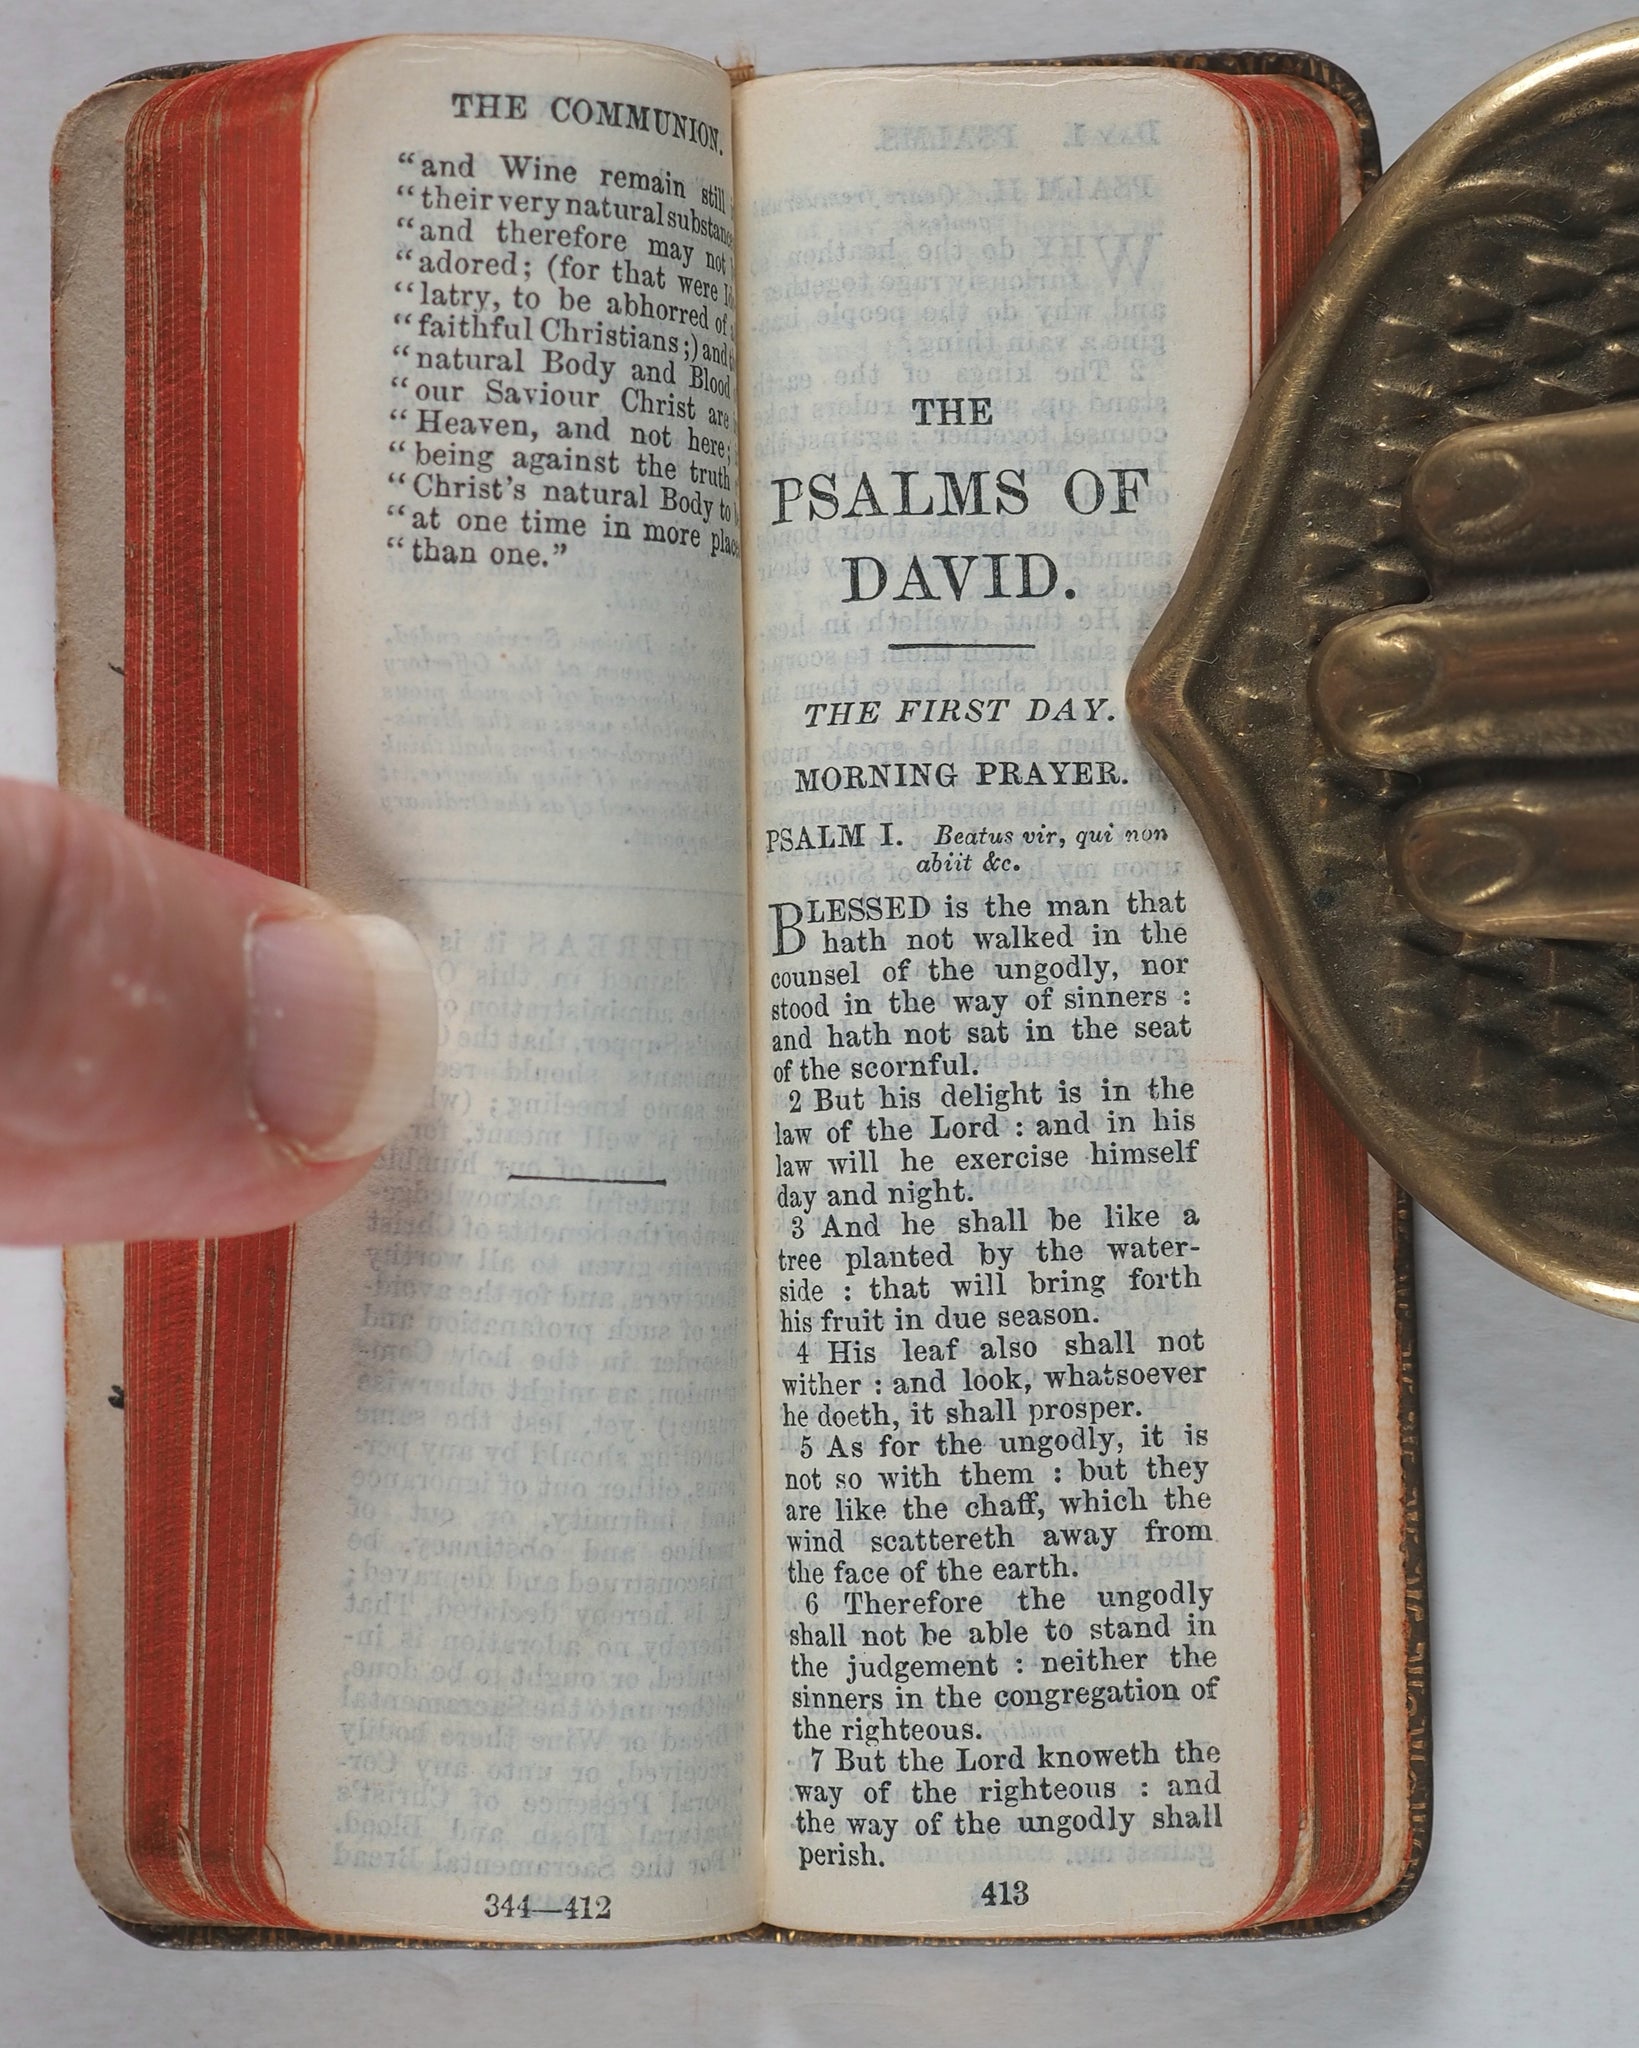 THE COMMUNION.
“and Wine remain still
“their very natural substance
“and therefore may not
“adored; (for that were
“latry, to be abhorred of
“faithful Christians;) and
“natural Body and Blood
“our Saviour Christ are
“Heaven, and not here;
“being against the truth
“Christ's natural Body to
“at one time in more place
“than one.”
344—412
THE
PSALMS OF
DAVID.
THE FIRST DAY.
MORNING PRAYER.
PSALM I. Beatus vir, qui non
abiit &c.
BLESSED is the man that
hath not walked in the
counsel of the ungodly, nor
stood in the way of sinners :
and hath not sat in the seat
of the scornful.
2 But his delight is in the
law of the Lord : and in his
law will he exercise himself
day and night.
3 And he shall be like a
tree planted by the water-
side : that will bring forth
his fruit in due season.
4 His leaf also shall not
wither : and look, whatsoever
he doeth, it shall prosper.
5 As for the ungodly, it is
not so with them : but they
are like the chaff, which the
wind scattereth away from
the face of the earth.
6 Therefore the ungodly
shall not be able to stand in
the judgement : neither the
sinners in the congregation of
the righteous.
7 But the Lord knoweth the
way of the righteous : and
the way of the ungodly shall
perish.
413